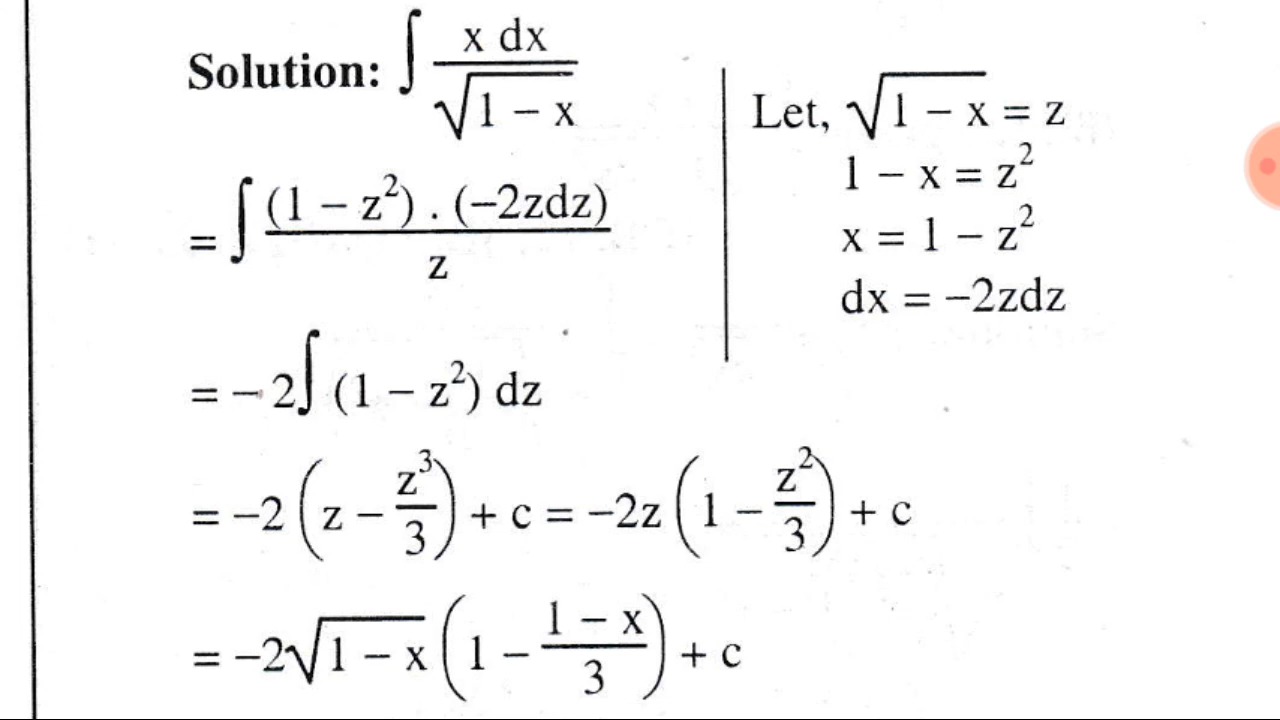 Solution: ∫ x dx / √(1 – x)
Let, √(1 – x) = z
1 – x = z²
x = 1 – z²
dx = –2zdz
= ∫ (1 – z²) . (–2zdz) / z
= – 2∫ (1 – z²) dz
= –2 (z – z³/3) + c = –2z (1 – z²/3) + c
= –2√(1 – x) (1 – (1 – x)/3) + c